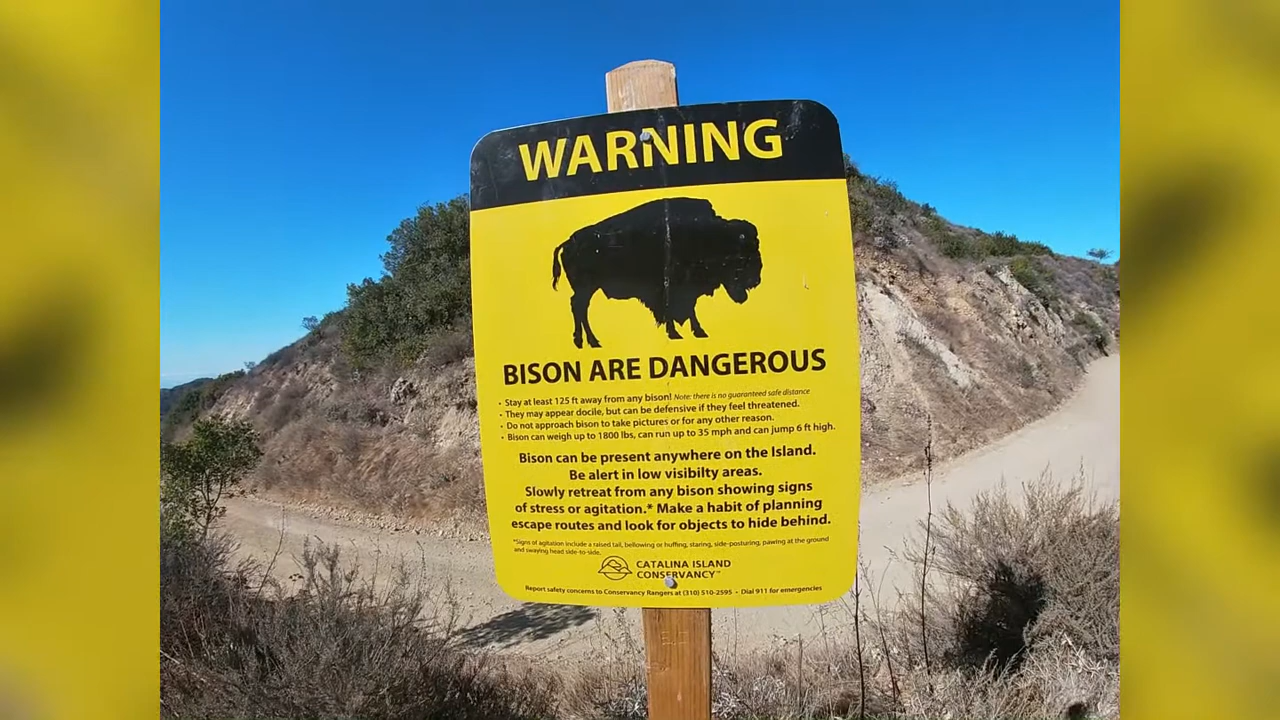 WARNING
BISON ARE DANGEROUS
• Stay at least 125 ft away from any bison! Note: there is no guaranteed safe distance
• They may appear docile, but can be defensive if they feel threatened.
• Do not approach bison to take pictures or for any other reason.
• Bison can weigh up to 1800 lbs, can run up to 35 mph and can jump 6 ft high.
Bison can be present anywhere on the Island.
Be alert in low visibilty areas.
Slowly retreat from any bison showing signs
of stress or agitation.* Make a habit of planning
escape routes and look for objects to hide behind.
*Signs of agitation include a raised tail, bellowing or huffing, staring, side-posturing, pawing at the ground
and swaying head side-to-side.
CATALINA ISLAND
CONSERVANCY™
Report safety concerns to Conservancy Rangers at (310) 510-2595 • Dial 911 for emergencies